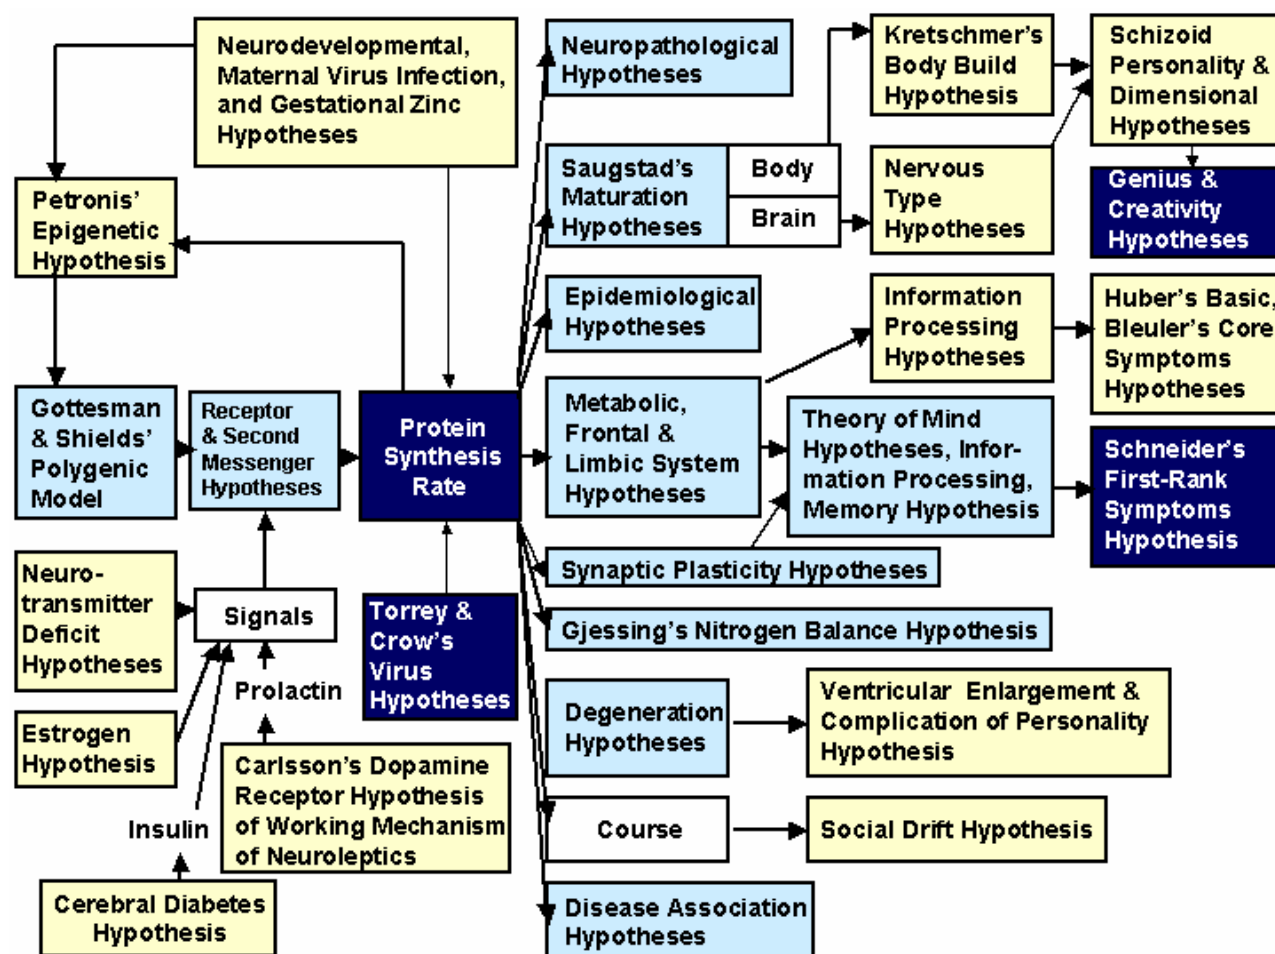 Neurodevelopmental,
Maternal Virus Infection,
and Gestational Zinc
Hypotheses
Neuropathological
Hypotheses
Kretschmer's
Body Build
Hypothesis
Schizoid
Personality &
Dimensional
Hypotheses
Petronis'
Epigenetic
Hypothesis
Saugstad's
Maturation
Hypotheses
Body
Brain
Nervous
Type
Hypotheses
Genius &
Creativity
Hypotheses
Epidemiological
Hypotheses
Information
Processing
Hypotheses
Huber's Basic,
Bleuler's Core
Symptoms
Hypotheses
Gottesman
& Shields'
Polygenic
Model
Receptor
& Second
Messenger
Hypotheses
Protein
Synthesis
Rate
Metabolic,
Frontal &
Limbic System
Hypotheses
Theory of Mind
Hypotheses, Infor-
mation Processing,
Memory Hypothesis
Schneider's
First-Rank
Symptoms
Hypothesis
Synaptic Plasticity Hypotheses
Neuro-
transmitter
Deficit
Hypotheses
Signals
Torrey &
Crow's
Virus
Hypotheses
Gjessing's Nitrogen Balance Hypothesis
Prolactin
Estrogen
Hypothesis
Degeneration
Hypotheses
Ventricular Enlargement &
Complication of Personality
Hypothesis
Carlsson's Dopamine
Receptor Hypothesis
of Working Mechanism
of Neuroleptics
Insulin
Course
Social Drift Hypothesis
Cerebral Diabetes
Hypothesis
Disease Association
Hypotheses